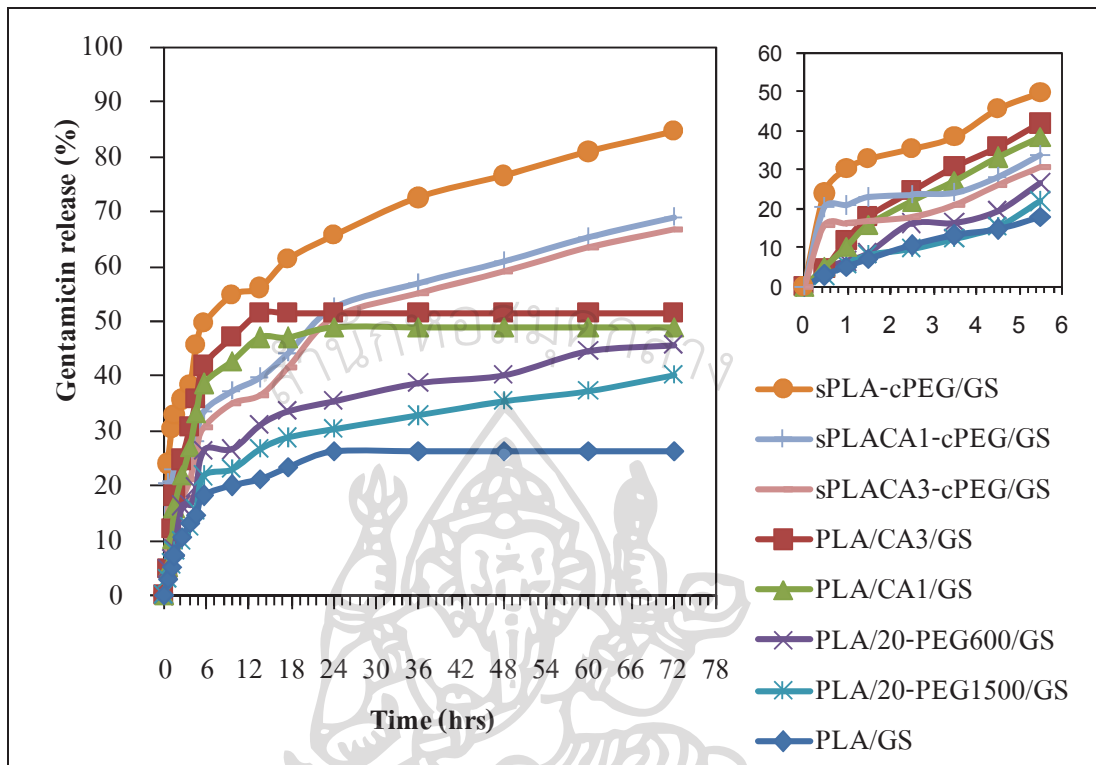 100
90
80
70
60
50
40
30
20
10
0
Gentamicin release (%)
0 6 12 18 24 30 36 42 48 54 60 66 72 78
Time (hrs)
60
50
40
30
20
10
0
0 1 2 3 4 5 6
sPLA-cPEG/GS
sPLACA1-cPEG/GS
sPLACA3-cPEG/GS
PLA/CA3/GS
PLA/CA1/GS
PLA/20-PEG600/GS
PLA/20-PEG1500/GS
PLA/GS